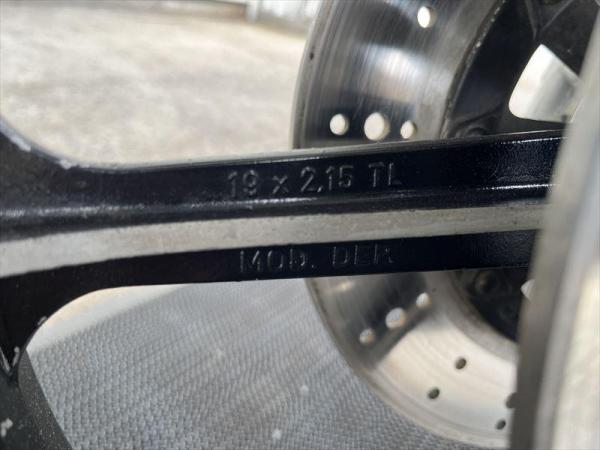 19 x 2,15 TL
MOD. DER